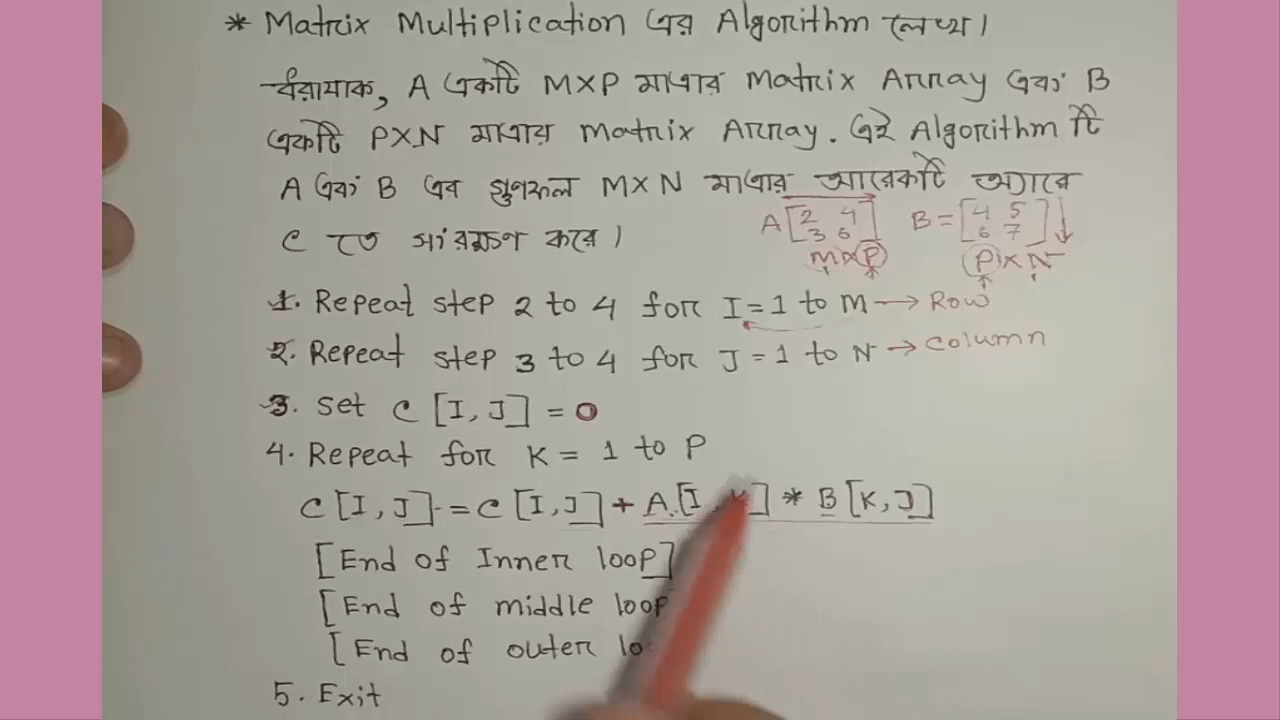 * Matrix Multiplication এর Algorithm লেখ।
ধরাযাক, A একটি M×P মাত্রার Matrix Array এবং B
একটি P×N মাত্রার Matrix Array. এই Algorithm টি
A এবং B এর গুণফল M×N মাত্রার আরেকটি অ্যারে
C তে সংরক্ষণ করে।
A [2 4
3 6]
M×P
B = [4 5
6 7]
P×N
1. Repeat step 2 to 4 for I=1 to M → Row
2. Repeat step 3 to 4 for J=1 to N → Column
3. Set C [I, J] = 0
4. Repeat for K = 1 to P
C [I, J] = C [I, J] + A [I, K] * B [K, J]
[End of Inner loop]
[End of middle loop
[End of outer
5. Exit